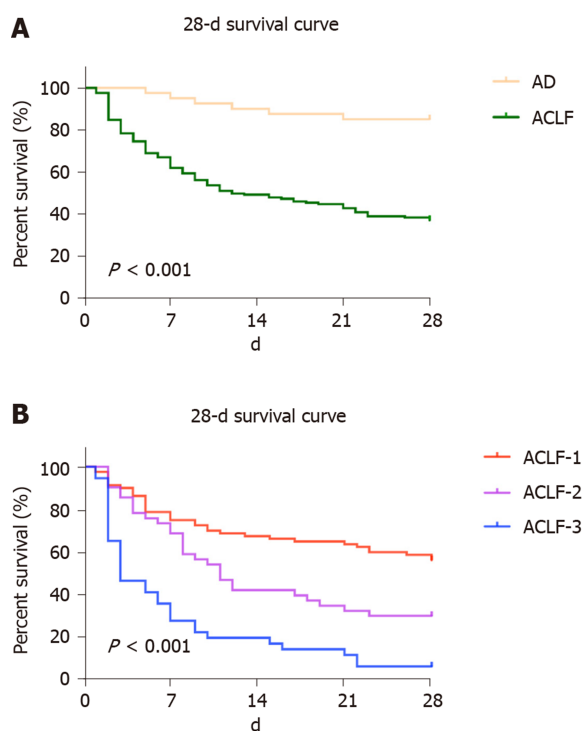 A
28-d survival curve
Percent survival (%)
100
80
60
40
20
0
P < 0.001
0 7 14 21 28
d
AD
ACLF
B
28-d survival curve
Percent survival (%)
100
80
60
40
20
0
P < 0.001
0 7 14 21 28
d
ACLF-1
ACLF-2
ACLF-3